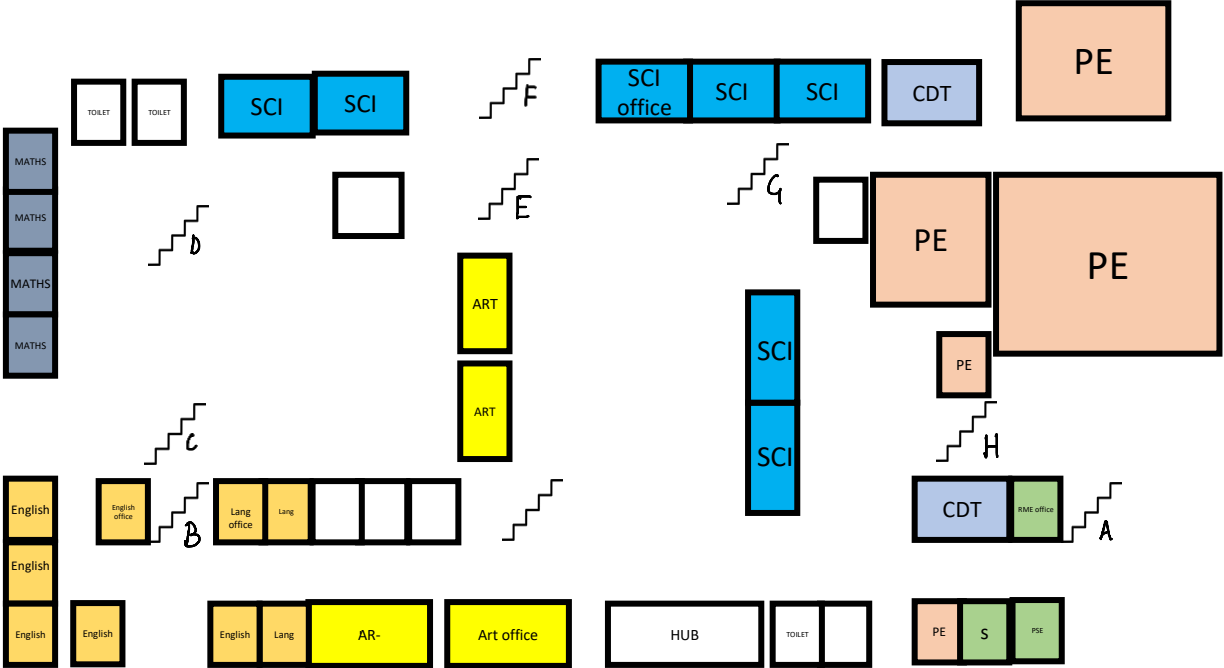 PE
SCI
office
SCI
SCI
CDT
F
TOILET
TOILET
SCI
SCI
MATHS
MATHS
MATHS
MATHS
D
E
G
PE
PE
ART
ART
SCI
SCI
PE
C
H
English
English
office
B
Lang
office
Lang
CDT
RME office
A
English
English
English
English
Lang
AR-
Art office
HUB
TOILET
PE
S
PSE